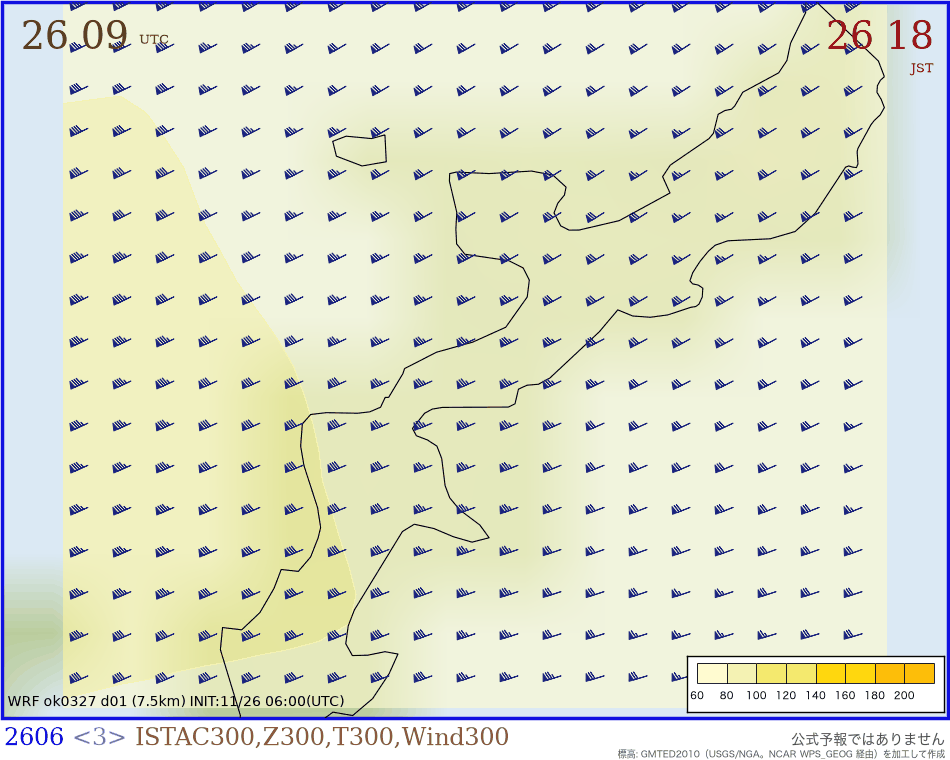 26 09 UTC
26 18
JST
60 80 100 120 140 160 180 200
WRF ok0327 d01 (7.5km) INIT:11/26 06:00(UTC)
2606 <3> ISTAC300,Z300,T300,Wind300
公式予報ではありません
標高: GMTED2010（USGS/NGA。NCAR WPS_GEOG 経由）を加工して作成